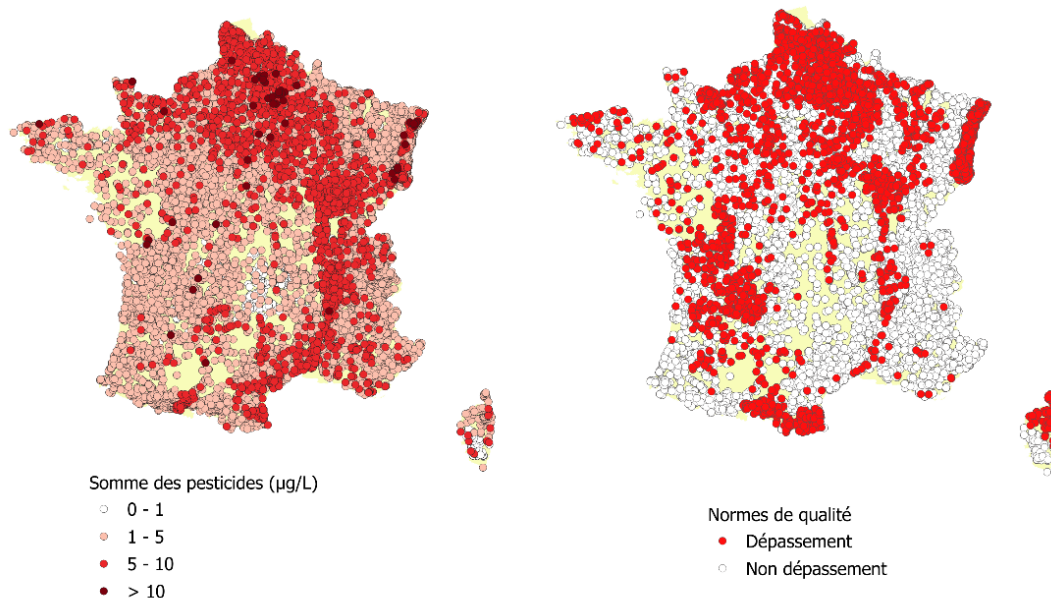 Somme des pesticides (µg/L)
0 - 1
1 - 5
5 - 10
> 10
Normes de qualité
Dépassement
Non dépassement